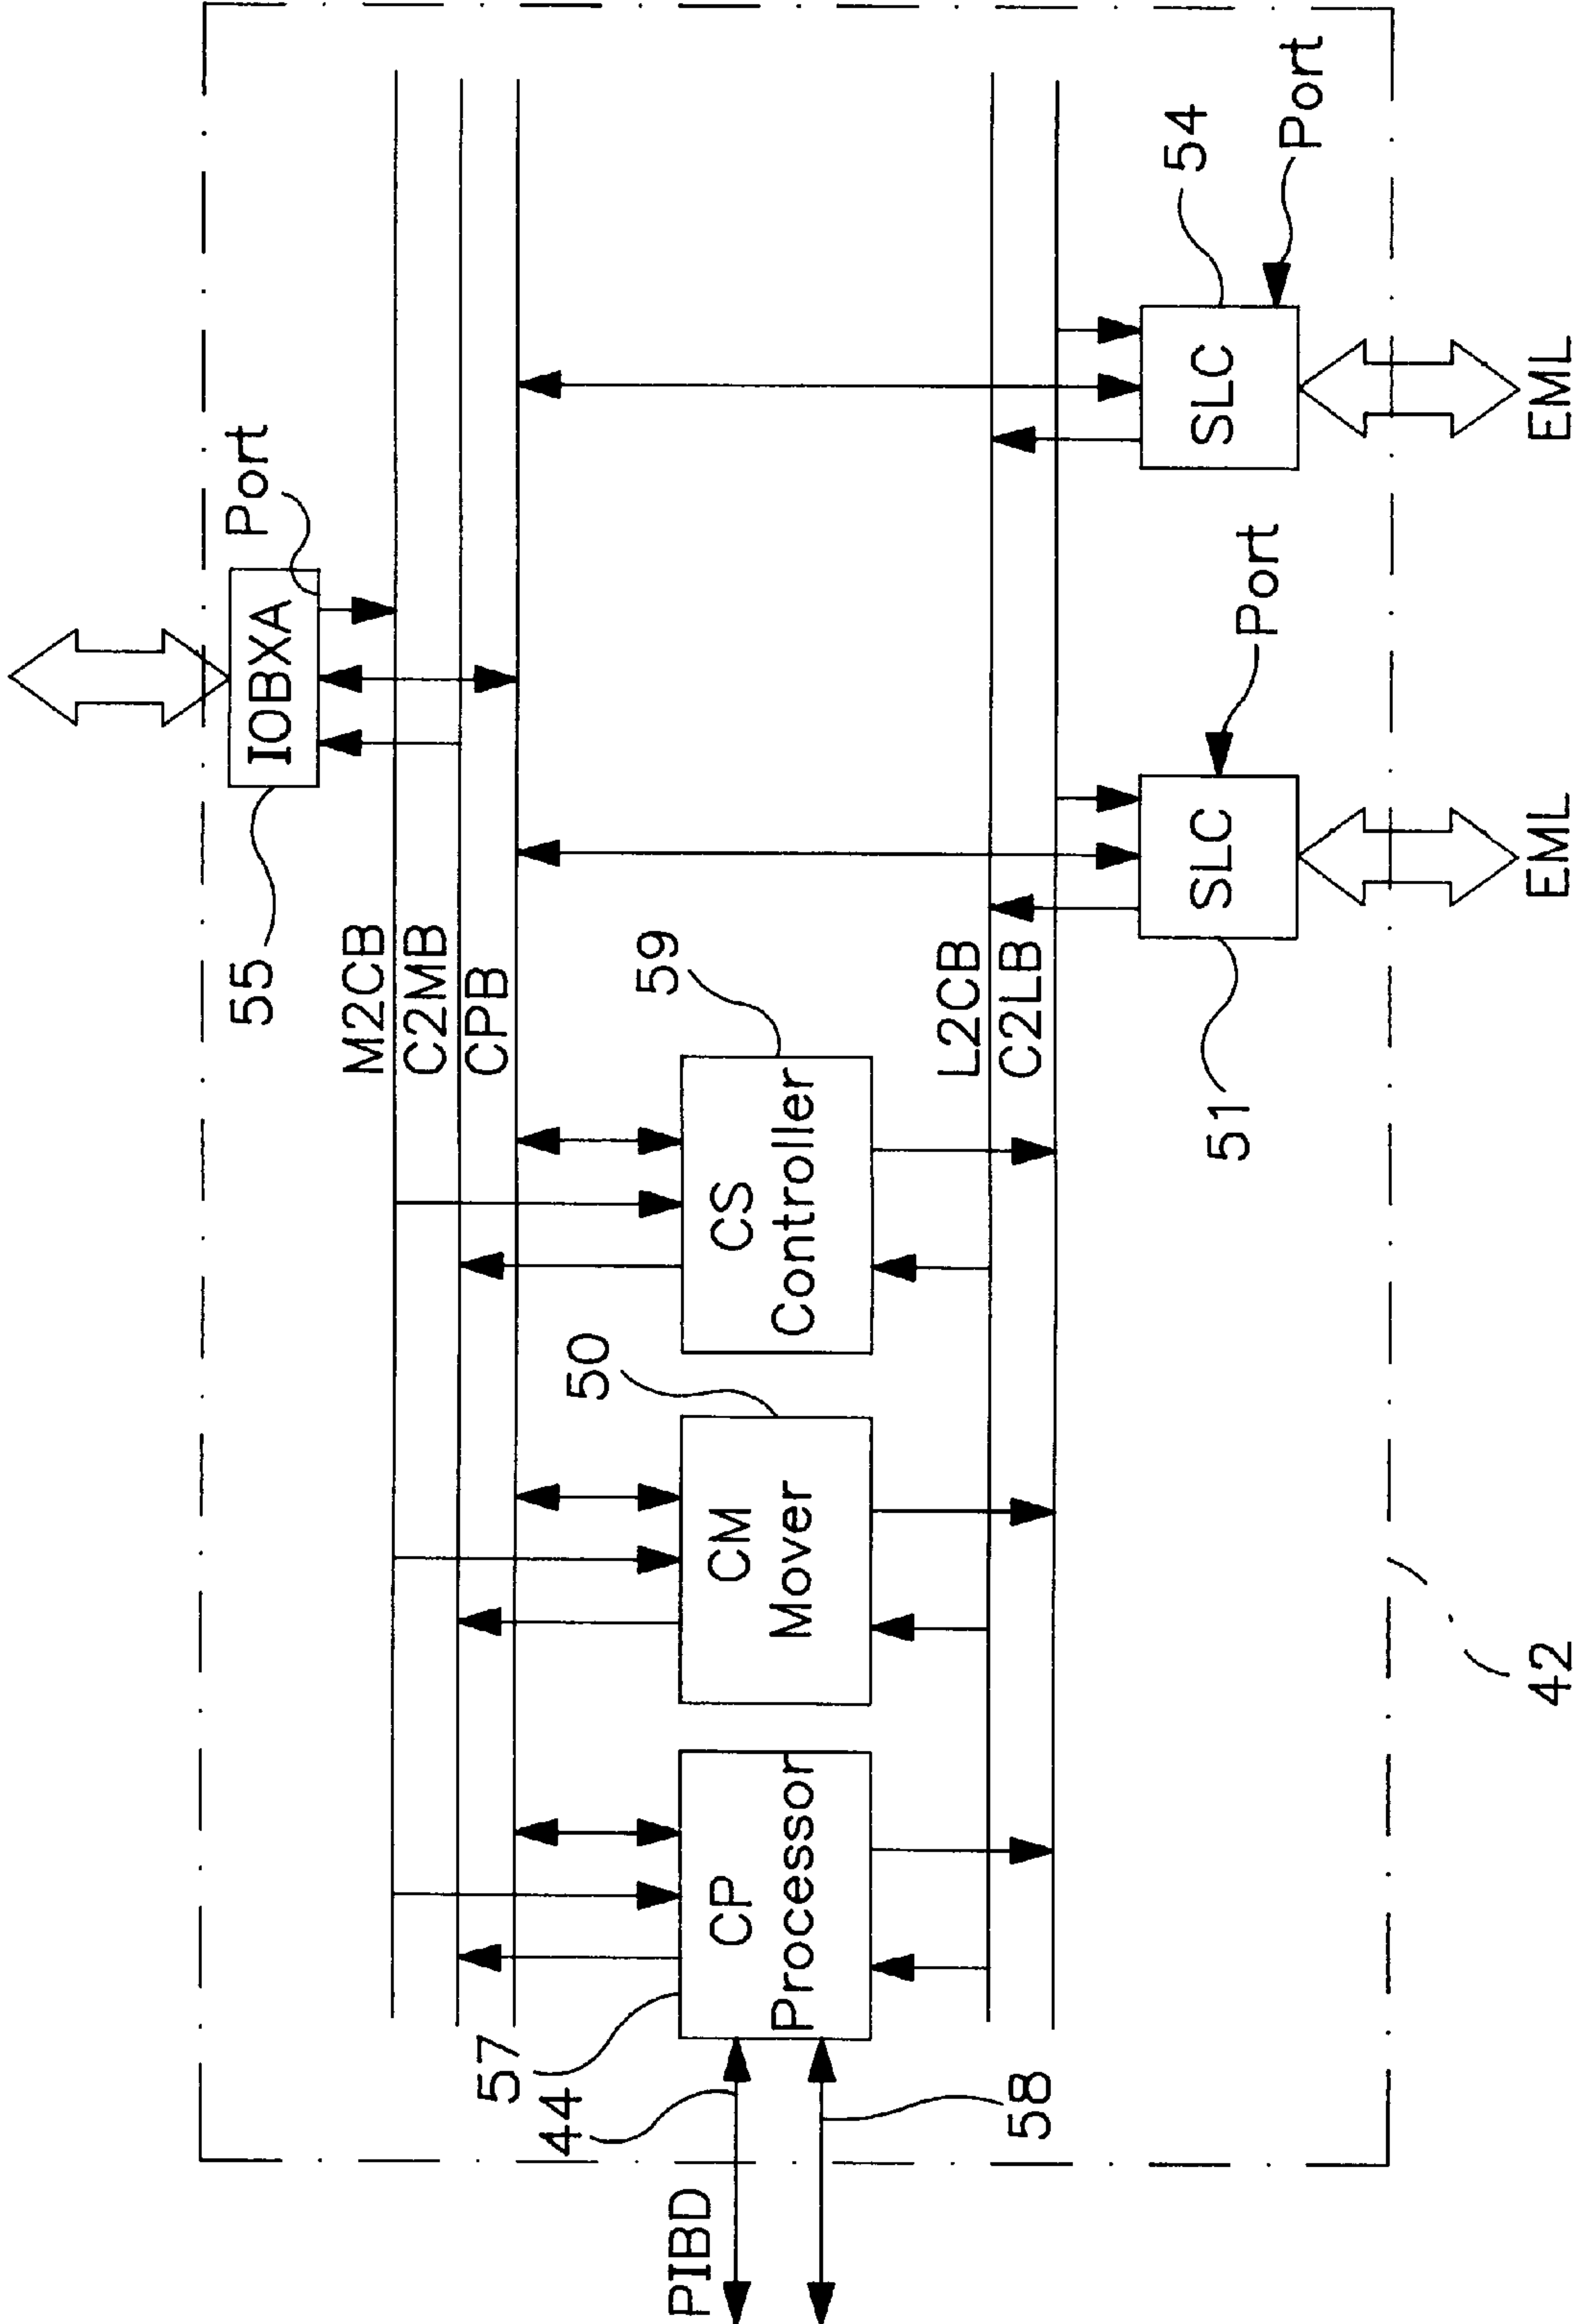 Port
IOBXA
55
M2CB
C2MB
CPB
57
44
PIBD
58
CP
Processor
50
CM
Mover
59
CS
Controller
L2CB
C2LB
51
SLC
Port
EML
54
SLC
Port
EML
42